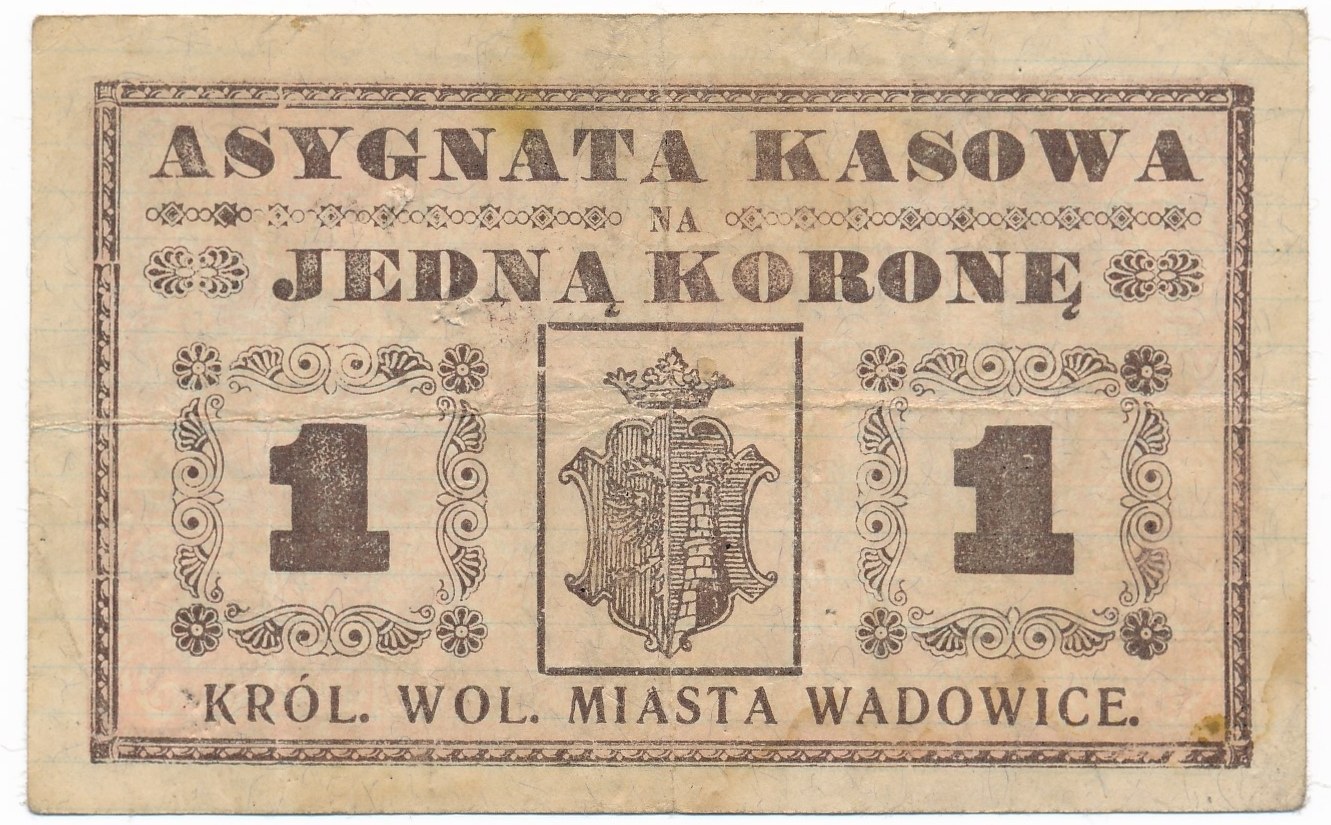 ASYGNATA KASOWA
NA
JEDNĄ KORONĘ
1 1
KRÓL. WOL. MIASTA WADOWICE.